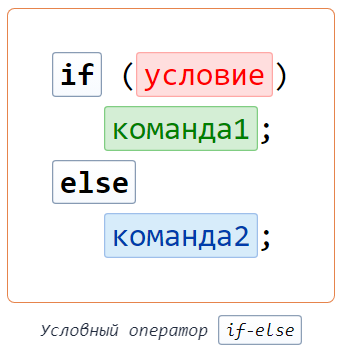 if (условие)
команда1;
else
команда2;
Условный оператор if-else